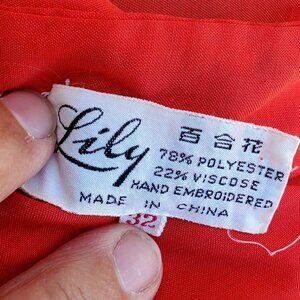 Lily
百合花
78% POLYESTER
22% VISCOSE
HAND EMBROIDERED
MADE IN CHINA
32